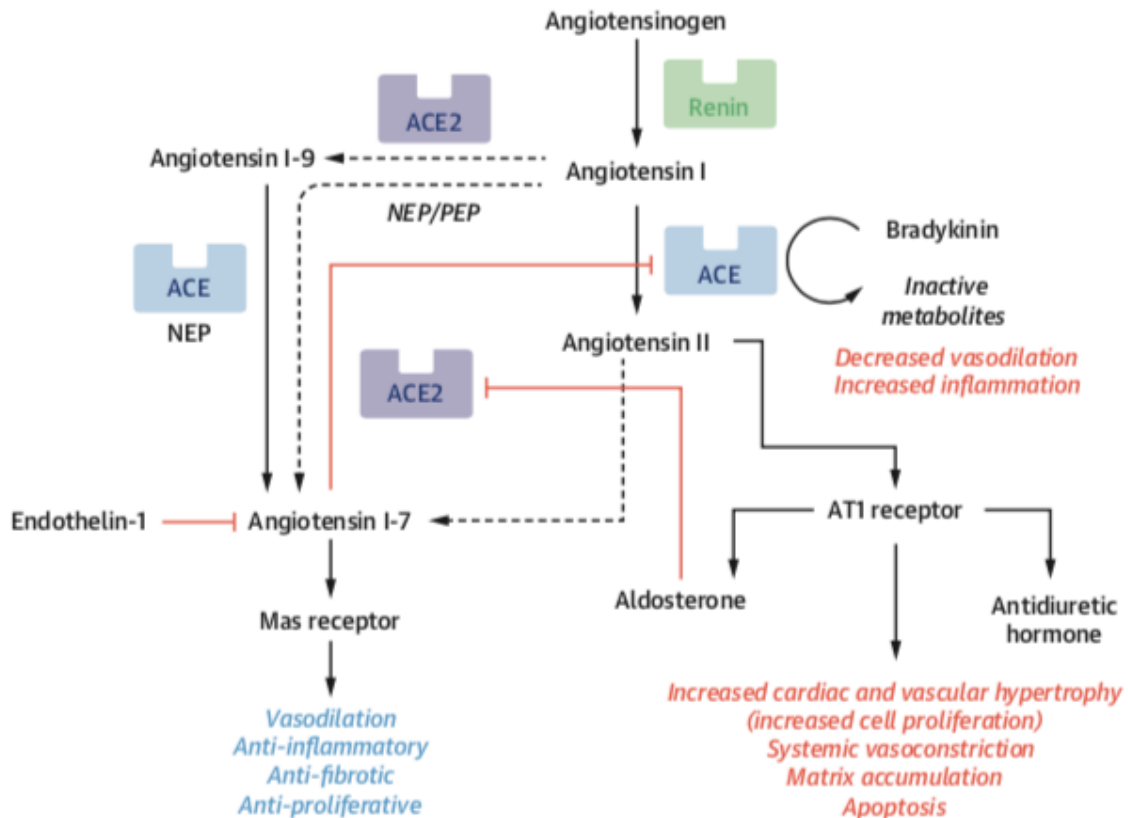 Angiotensinogen
Renin
ACE2
Angiotensin I-9
Angiotensin I
NEP/PEP
Bradykinin
ACE
ACE
Inactive
metabolites
NEP
Angiotensin II
Decreased vasodilation
Increased inflammation
ACE2
Endothelin-1
Angiotensin I-7
AT1 receptor
Aldosterone
Antidiuretic
hormone
Mas receptor
Increased cardiac and vascular hypertrophy
(increased cell proliferation)
Systemic vasoconstriction
Matrix accumulation
Apoptosis
Vasodilation
Anti-inflammatory
Anti-fibrotic
Anti-proliferative